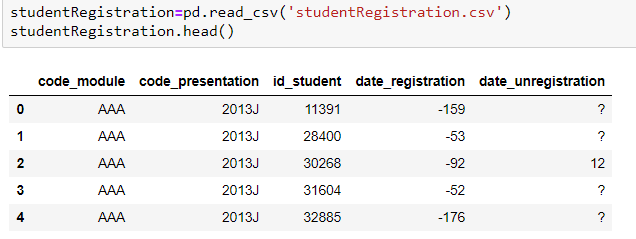 studentRegistration=pd.read_csv('studentRegistration.csv')
studentRegistration.head()
code_module code_presentation id_student date_registration date_unregistration
0 AAA 2013J 11391 -159 ?
1 AAA 2013J 28400 -53 ?
2 AAA 2013J 30268 -92 12
3 AAA 2013J 31604 -52 ?
4 AAA 2013J 32885 -176 ?